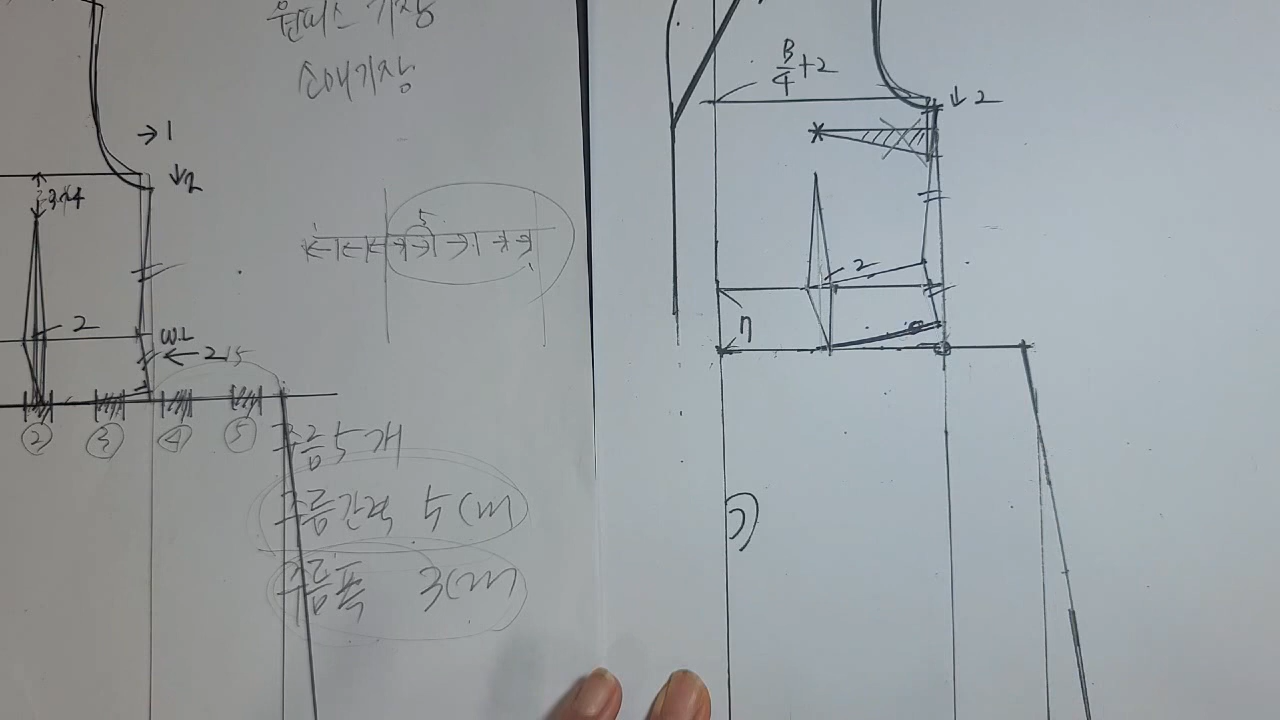 원피스 기장
소매기장
→1
↓2
3~4
5
2
W.L
← 2.5
② ③ ④ ⑤
주름 5개
주름간격 5cm
주름폭 3cm
B/4+2
↓2
2